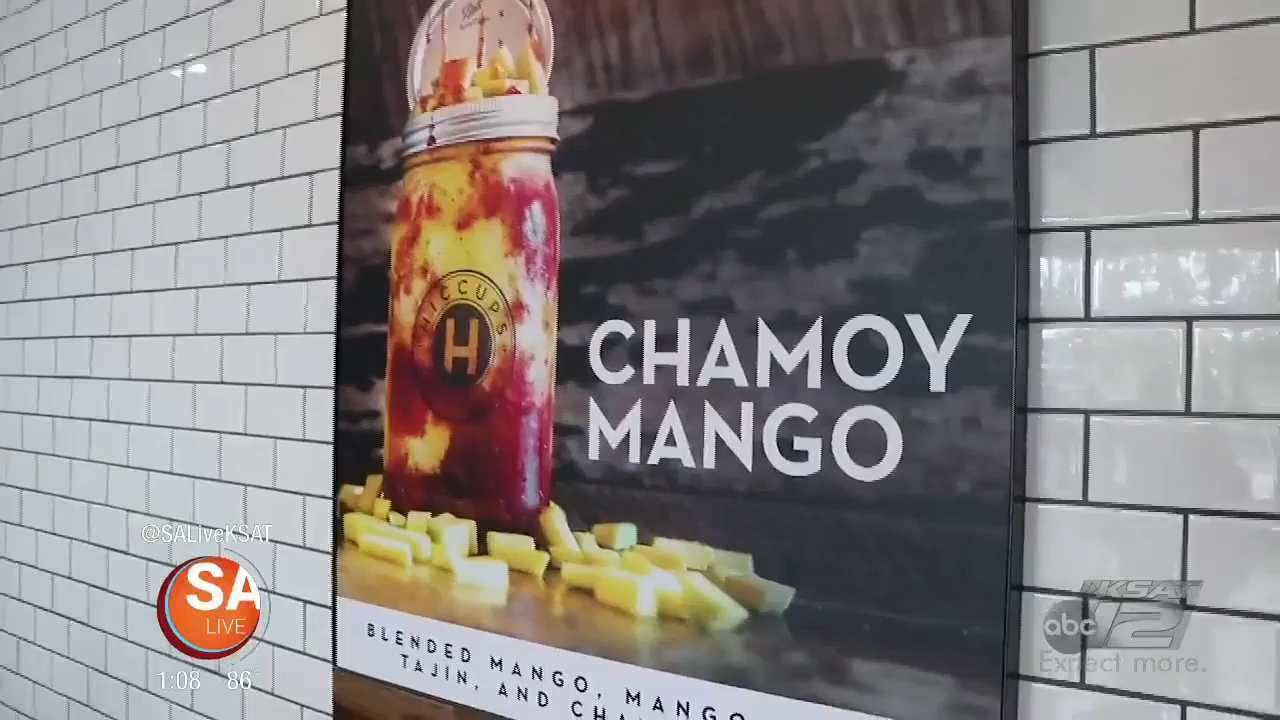 HICCUPS
H
CHAMOY
MANGO
BLENDED MANGO, MANGO
TAJIN, AND
@SALiveKSAT
SA
LIVE
1:08 86°
KSAT
abc 12
Expect more.